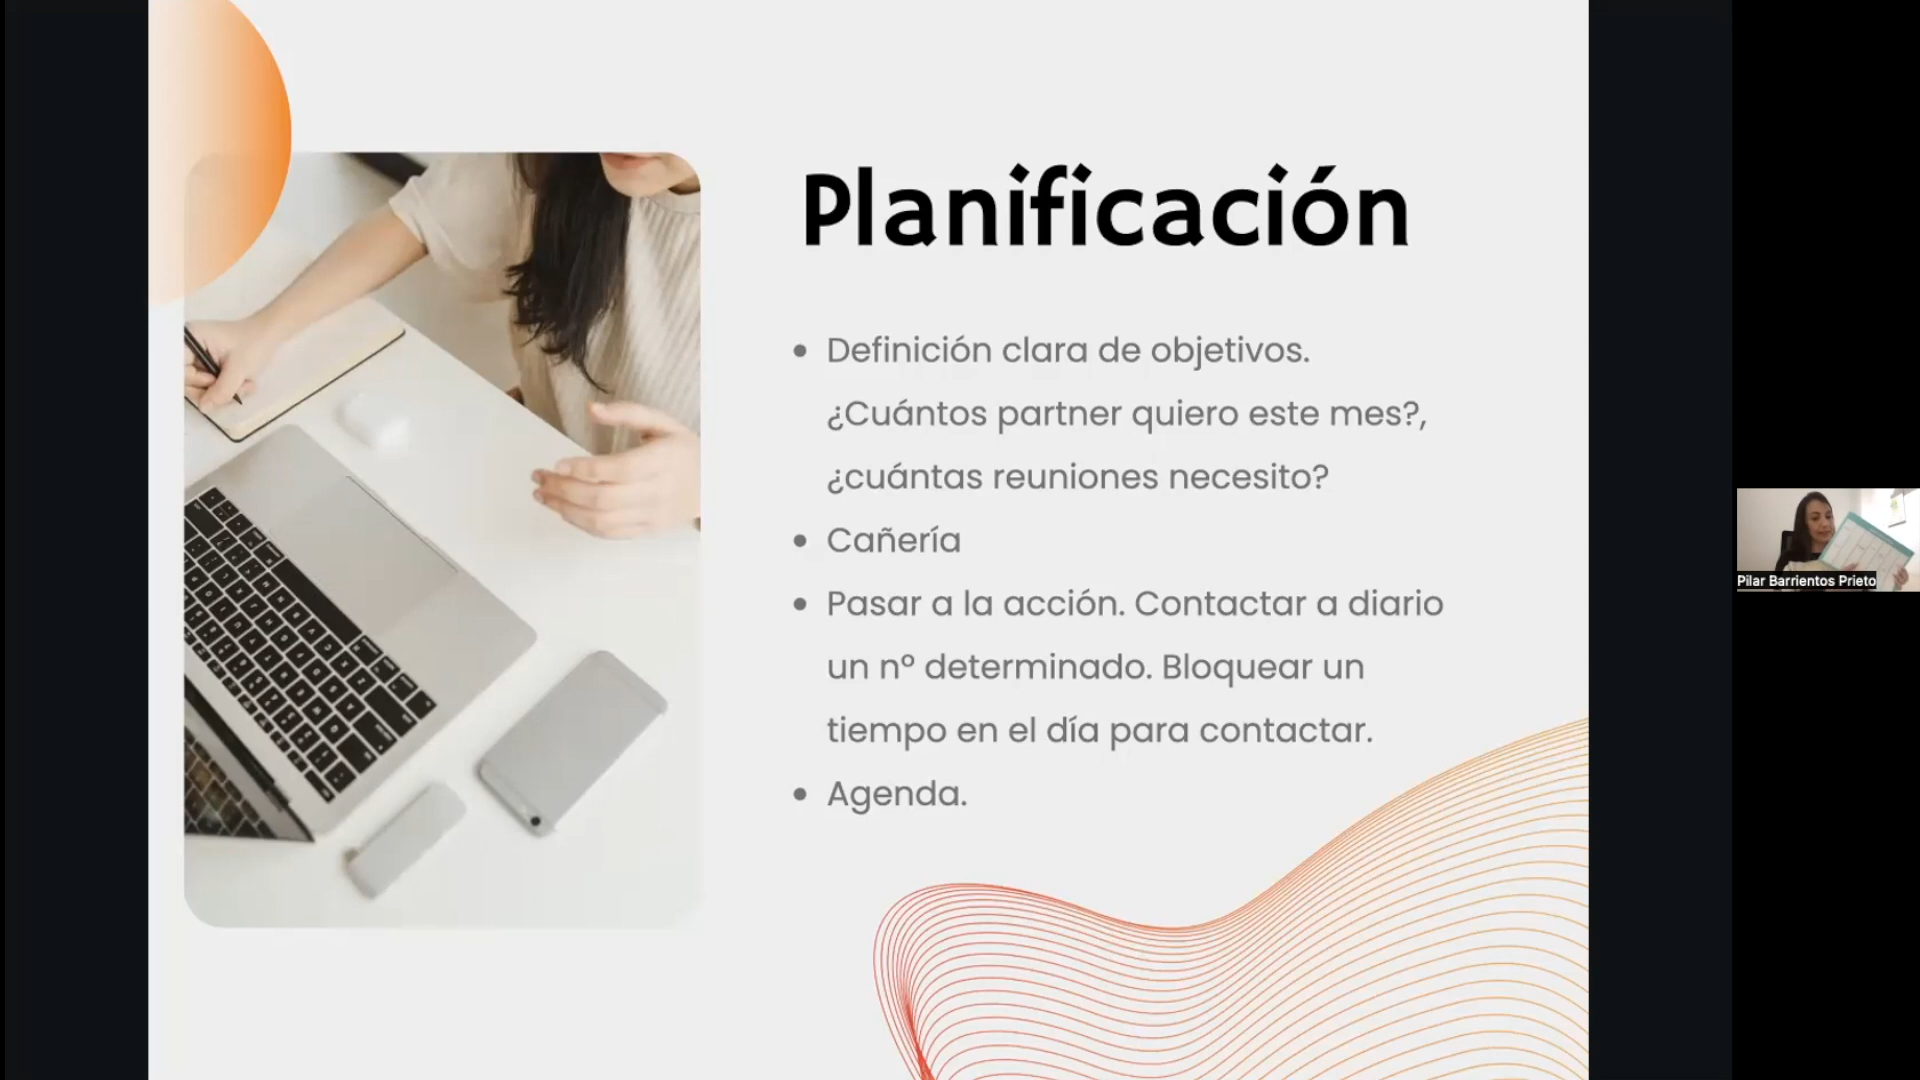 Planificación
Definición clara de objetivos.
¿Cuántos partner quiero este mes?,
¿cuántas reuniones necesito?
Cañería
Pasar a la acción. Contactar a diario
un nº determinado. Bloquear un
tiempo en el día para contactar.
Agenda.
Pilar Barrientos Prieto